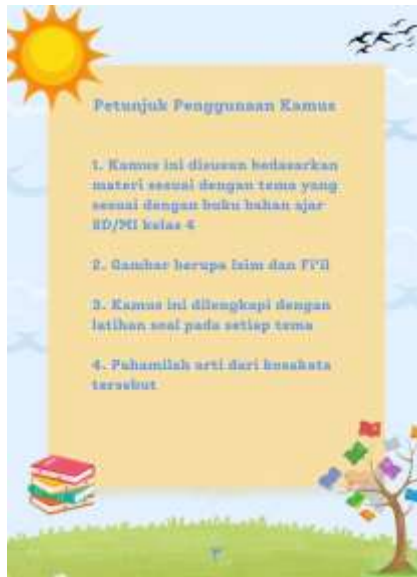 Petunjuk Penggunaan Kamus
1. Kamus ini disusun bedasarkan
materi sesuai dengan tema yang
sesuai dengan buku bahan ajar
SD/MI kelas 4
2. Gambar berupa Isim dan Fi'il
3. Kamus ini dilengkapi dengan
latihan soal pada setiap tema
4. Pahamilah arti dari kosakata
tersebut